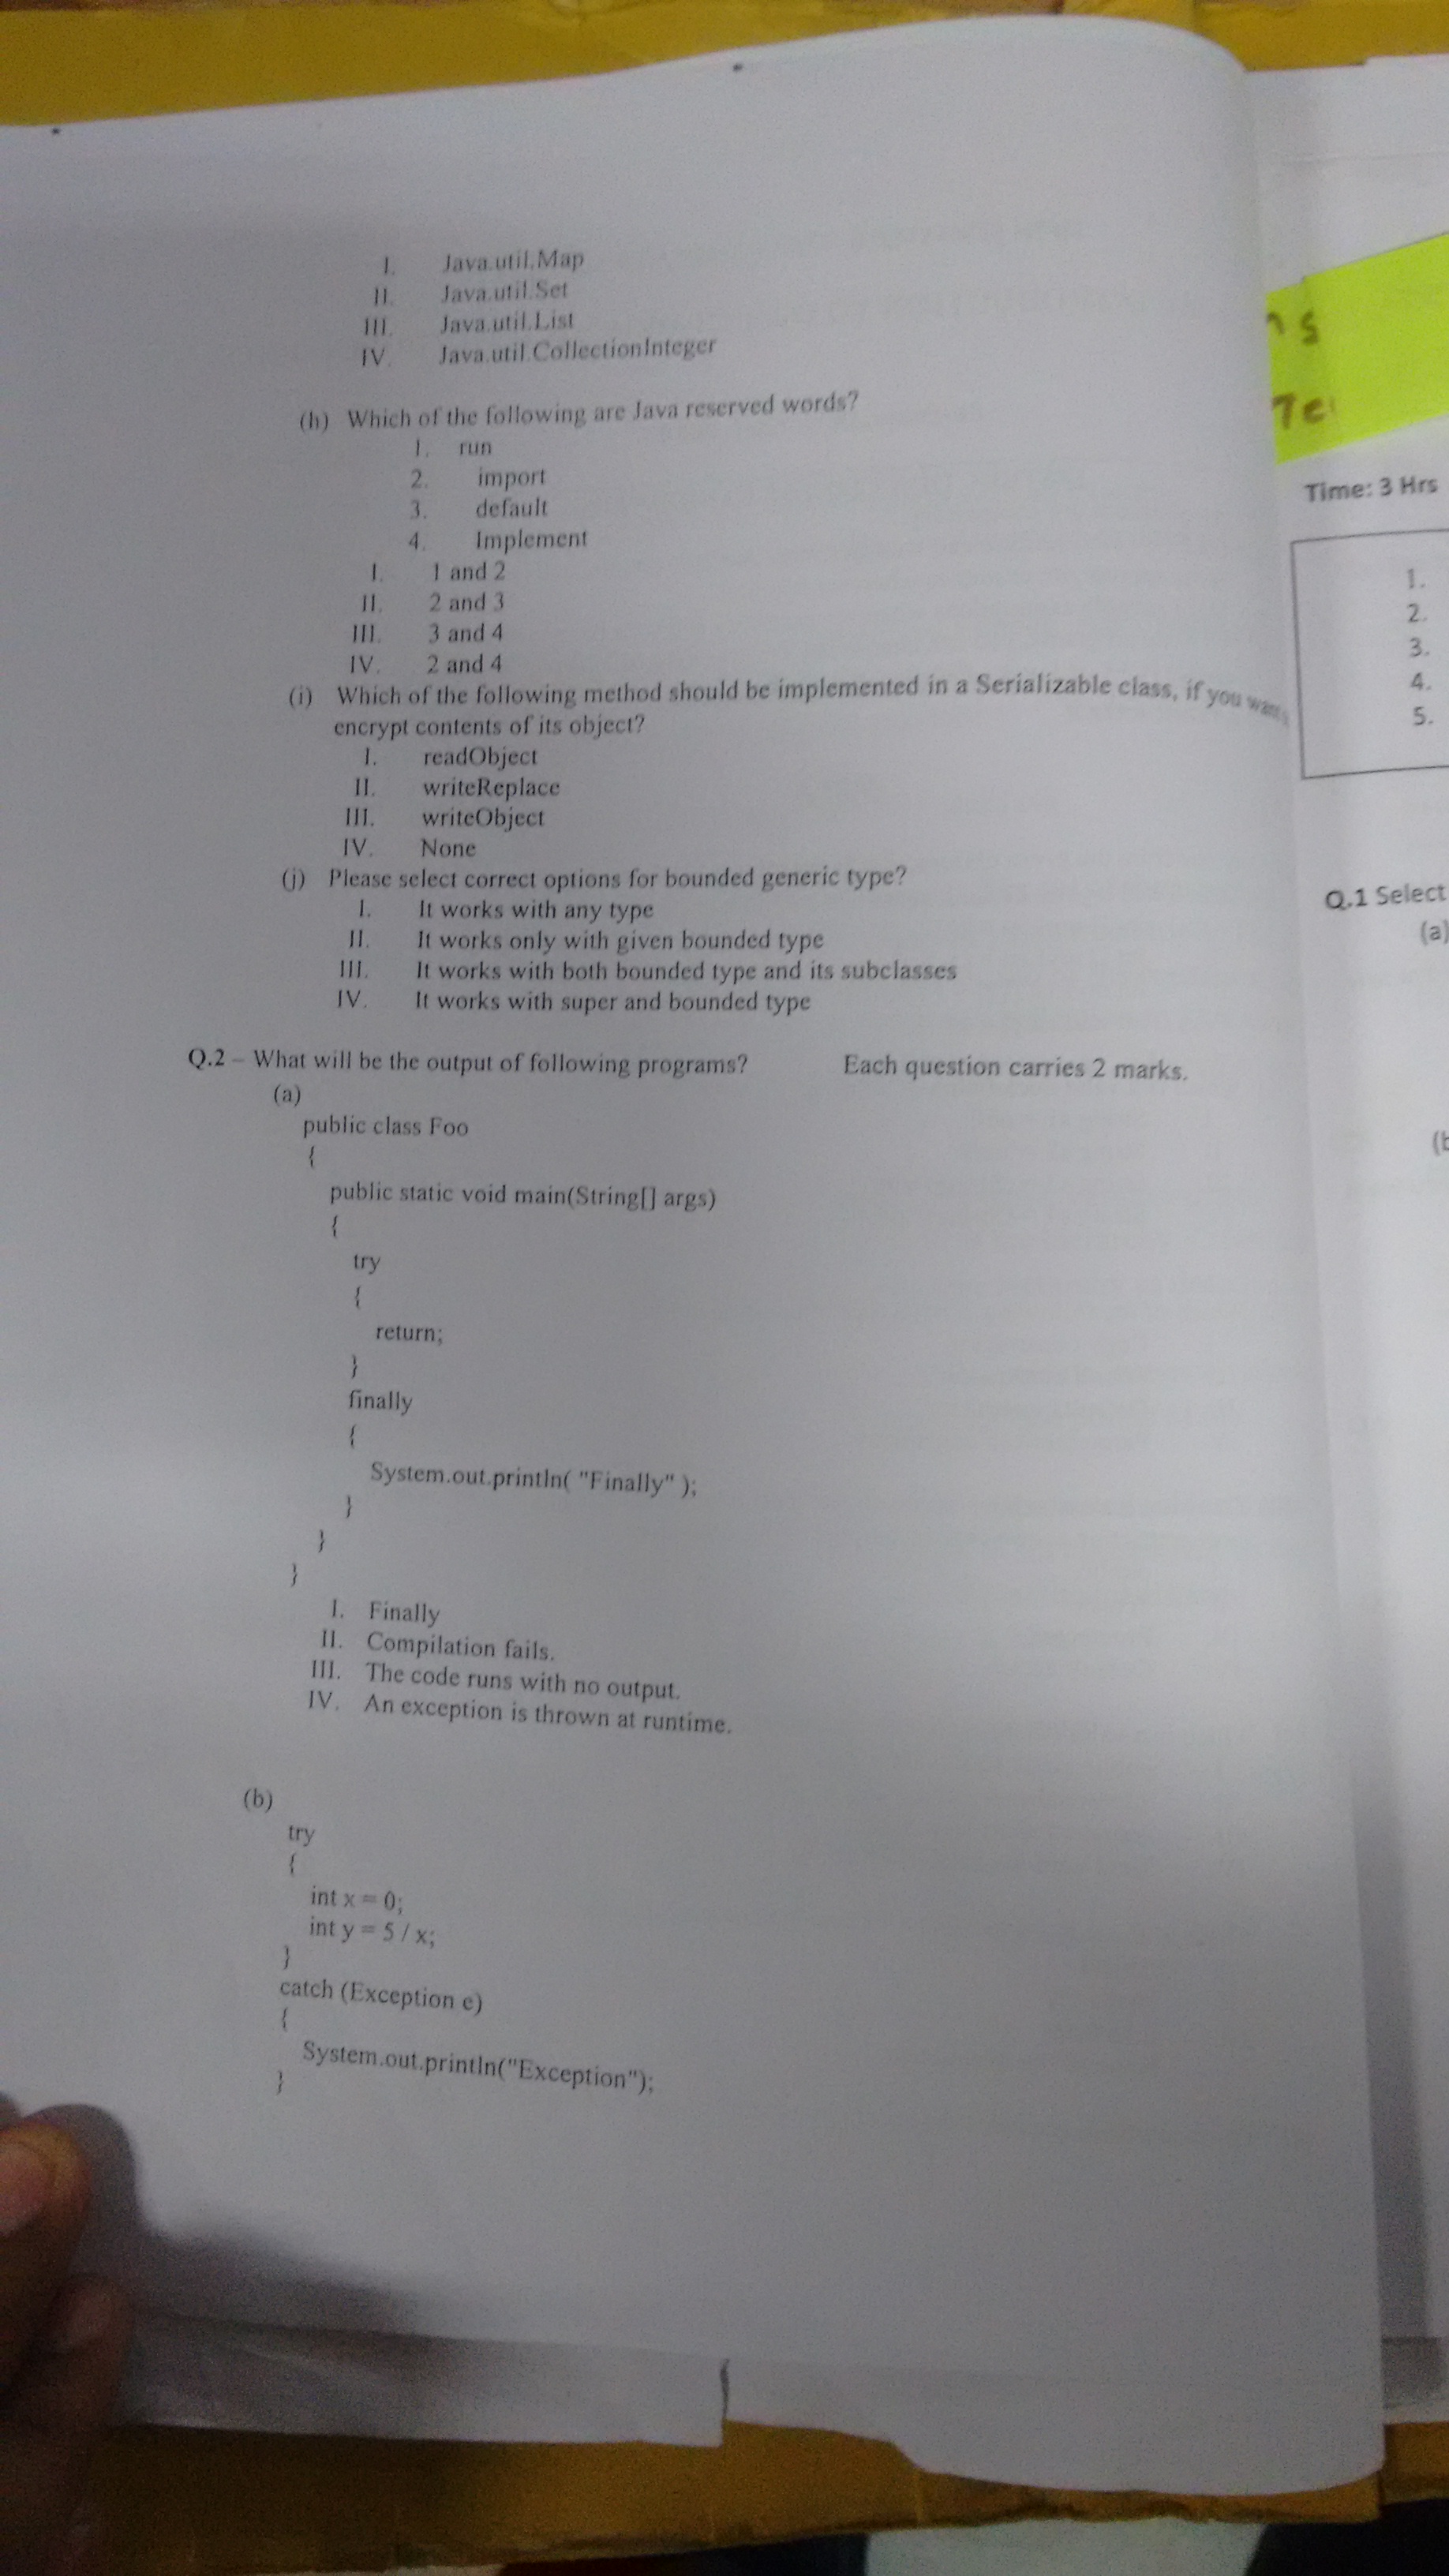 I. Java.util.Map
II. Java.util.Set
III. Java.util.List
IV. Java.util.CollectionInteger
(h) Which of the following are Java reserved words?
1. run
2. import
3. default
4. Implement
I. 1 and 2
II. 2 and 3
III. 3 and 4
IV. 2 and 4
(i) Which of the following method should be implemented in a Serializable class, if you want
encrypt contents of its object?
I. readObject
II. writeReplace
III. writeObject
IV. None
(j) Please select correct options for bounded generic type?
I. It works with any type
II. It works only with given bounded type
III. It works with both bounded type and its subclasses
IV. It works with super and bounded type
Q.2 – What will be the output of following programs? Each question carries 2 marks.
(a)
public class Foo
{
public static void main(String[] args)
{
try
{
return;
}
finally
{
System.out.println( "Finally" );
}
}
}
I. Finally
II. Compilation fails.
III. The code runs with no output.
IV. An exception is thrown at runtime.
(b)
try
{
int x = 0;
int y = 5 / x;
}
catch (Exception e)
{
System.out.println("Exception");
}
Time: 3 Hrs
1.
2.
3.
4.
5.
Q.1 Select
(a)